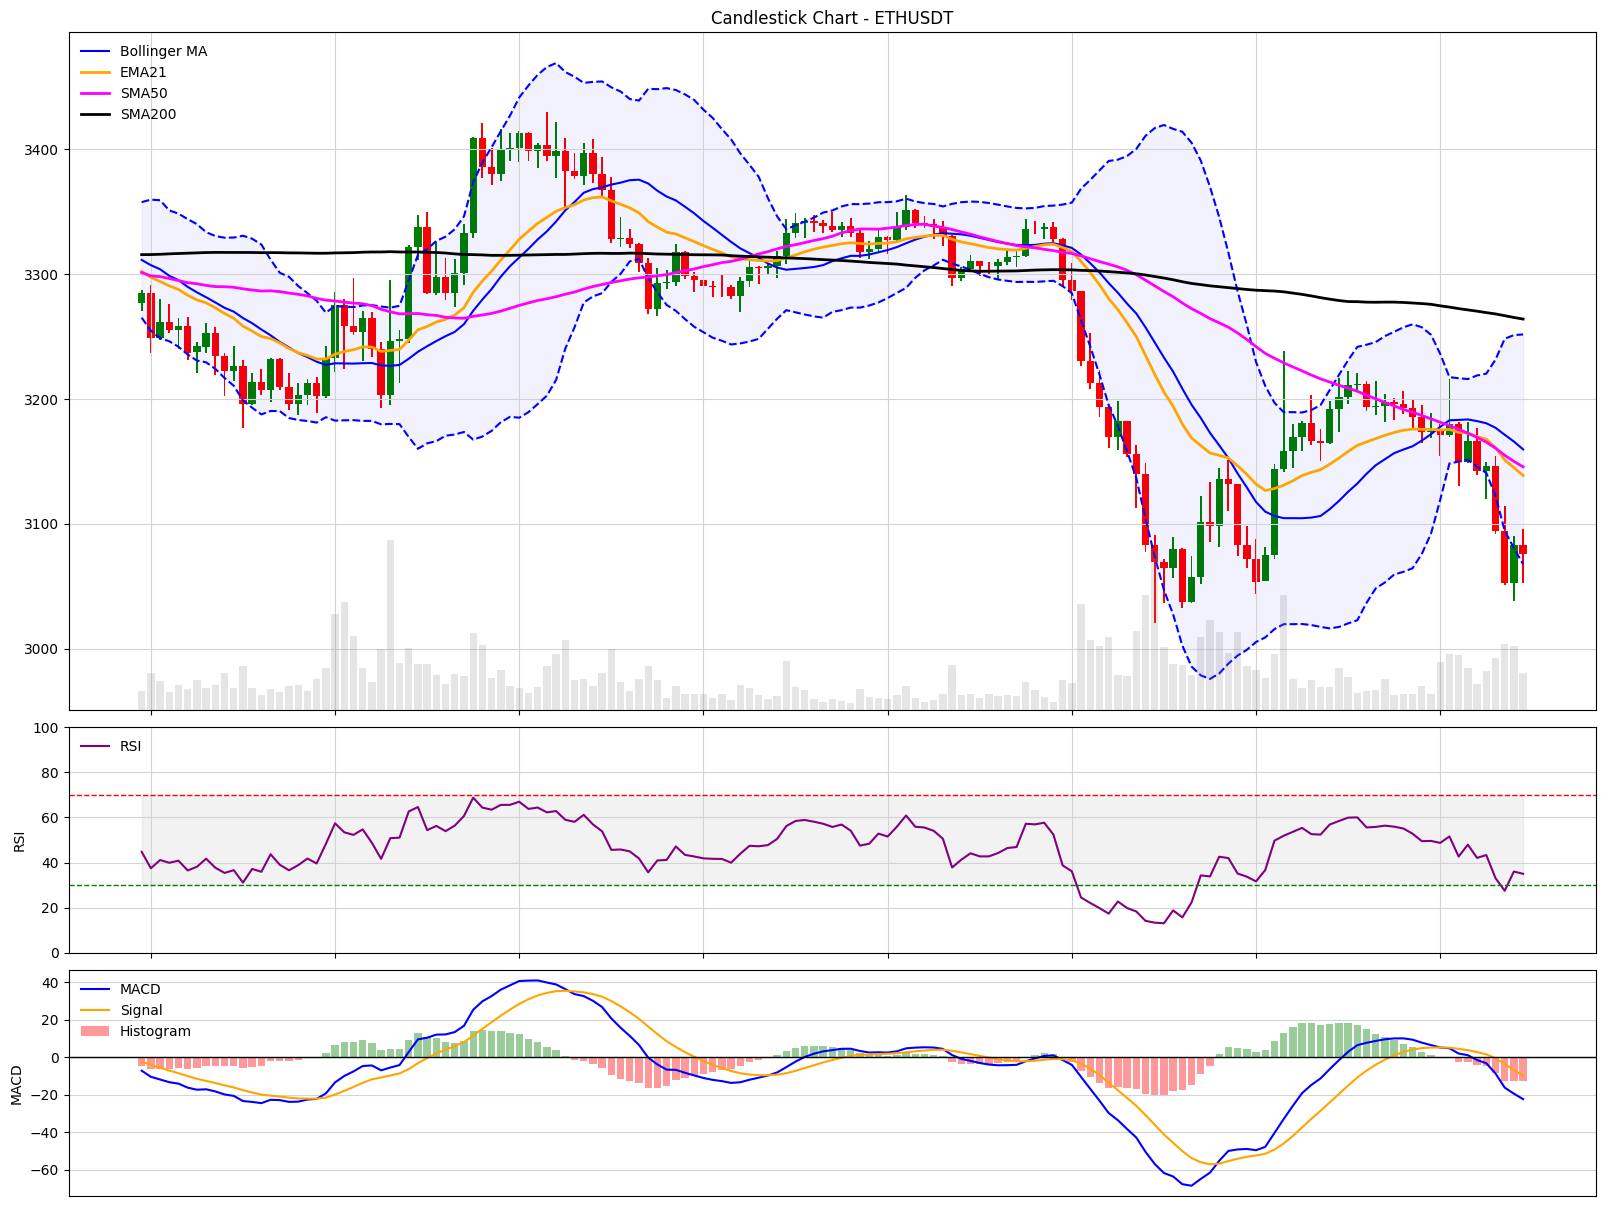 Candlestick Chart - ETHUSDT
Bollinger MA
EMA21
SMA50
SMA200
3400
3300
3200
3100
3000
RSI
100
80
60
40
20
0
RSI
MACD
Signal
Histogram
40
20
0
−20
−40
−60
MACD